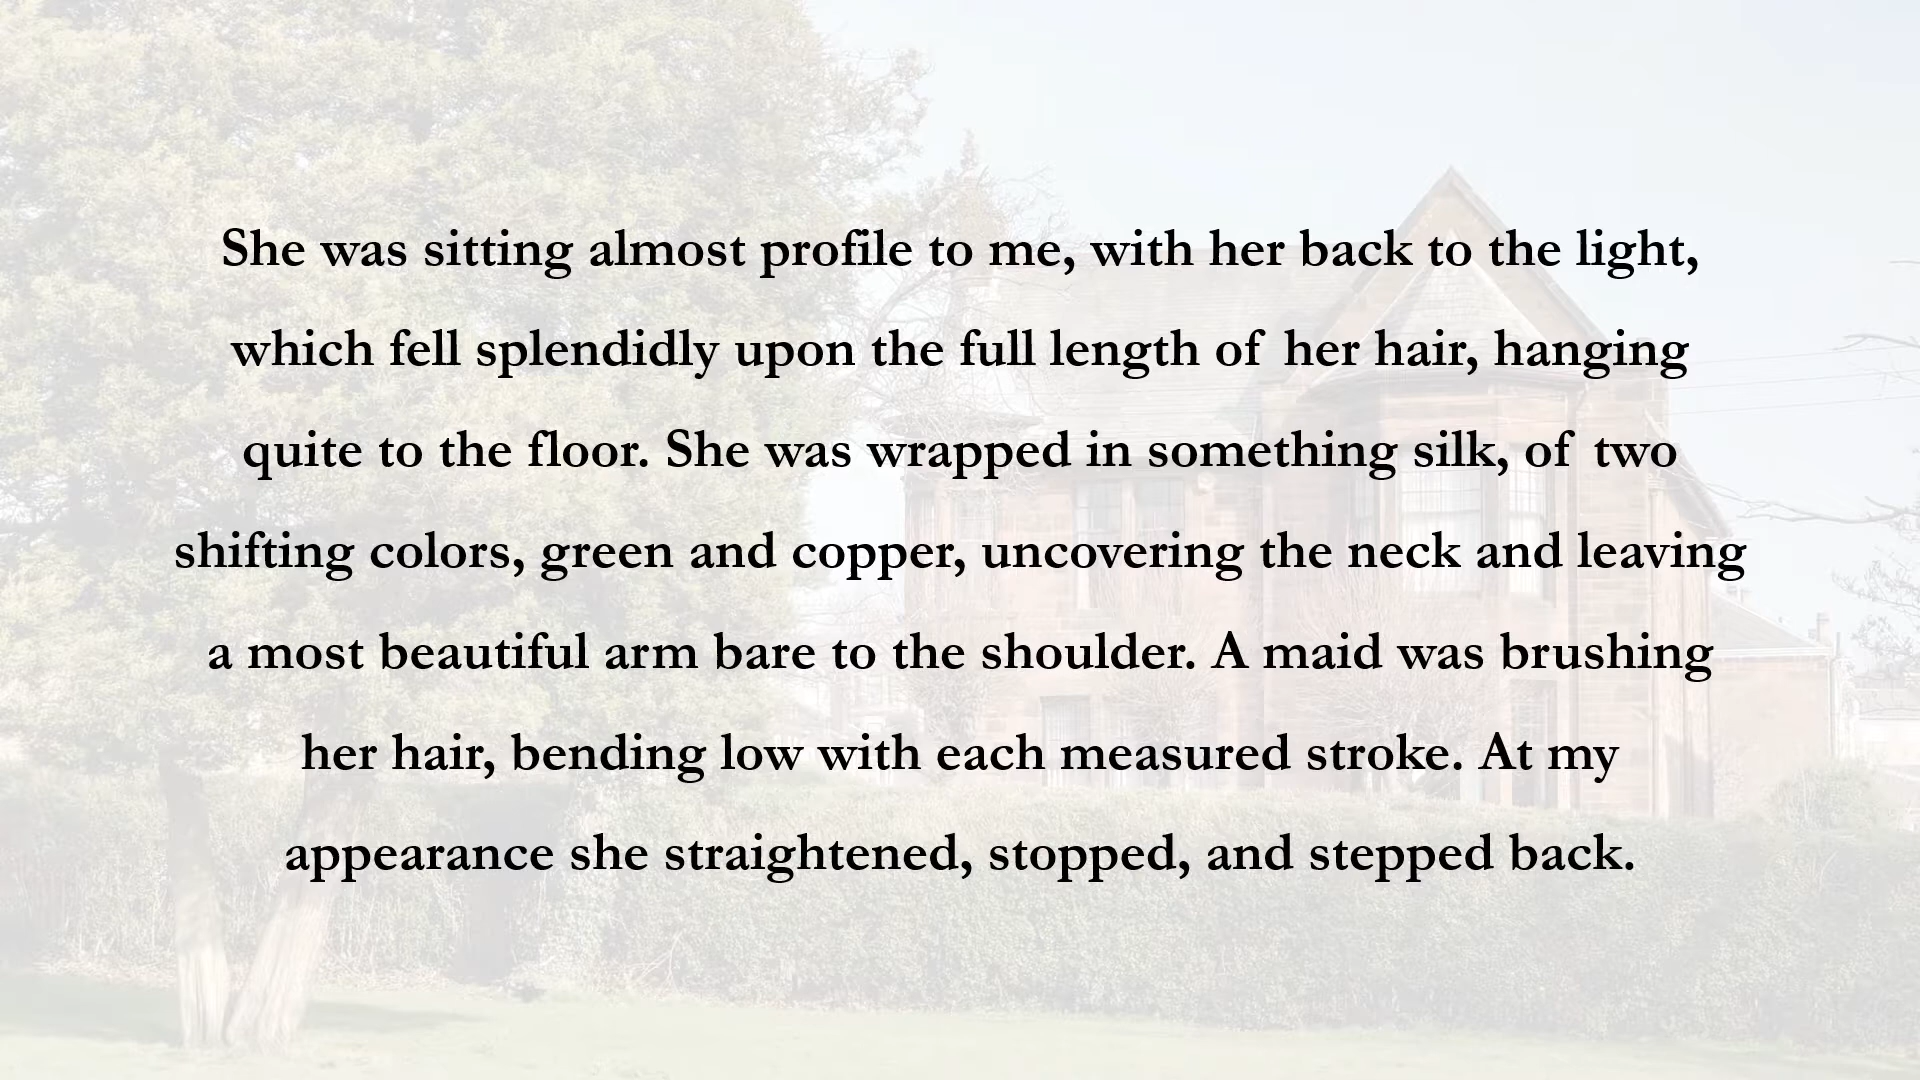 She was sitting almost profile to me, with her back to the light,
which fell splendidly upon the full length of her hair, hanging
quite to the floor. She was wrapped in something silk, of two
shifting colors, green and copper, uncovering the neck and leaving
a most beautiful arm bare to the shoulder. A maid was brushing
her hair, bending low with each measured stroke. At my
appearance she straightened, stopped, and stepped back.